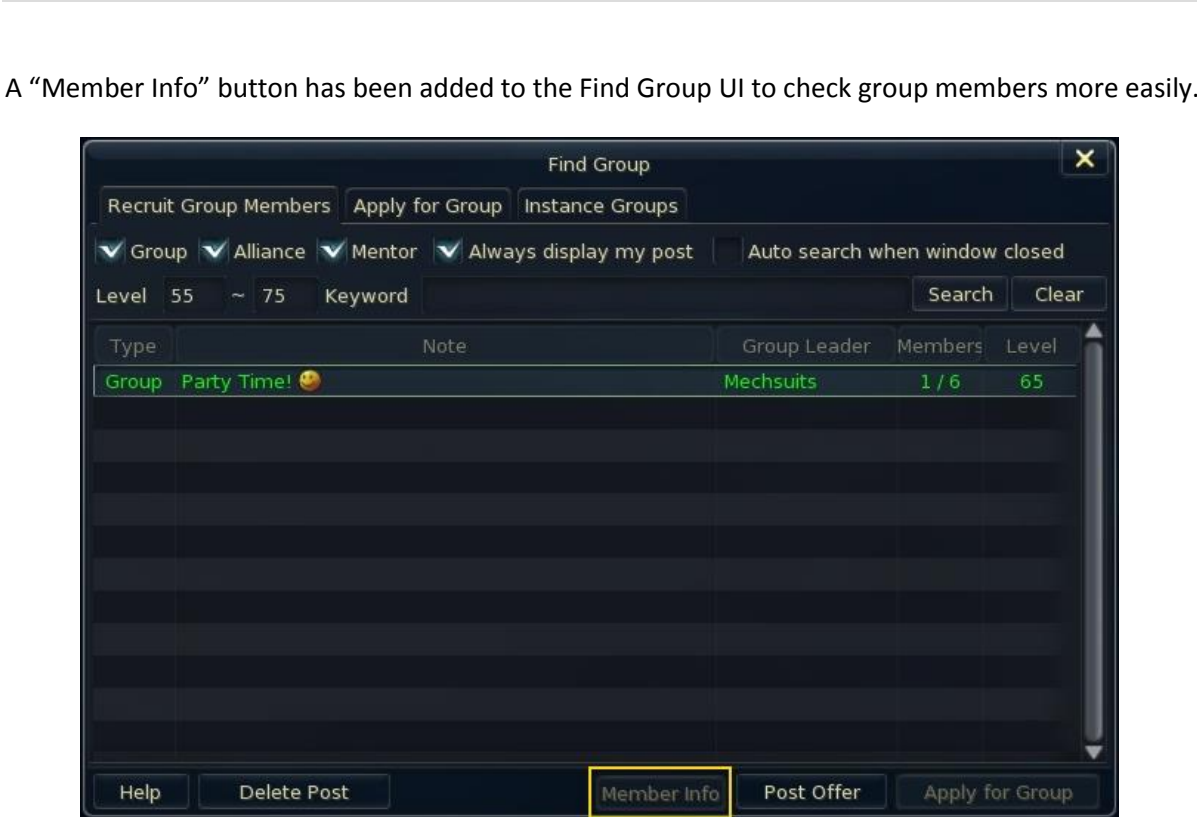 A “Member Info” button has been added to the Find Group UI to check group members more easily.
Find Group
Recruit Group Members Apply for Group Instance Groups
Group Alliance Mentor Always display my post Auto search when window closed
Level 55 ~ 75 Keyword Search Clear
Type Note Group Leader Members Level
Group Party Time! Mechsuits 1 / 6 65
Help Delete Post Member Info Post Offer Apply for Group